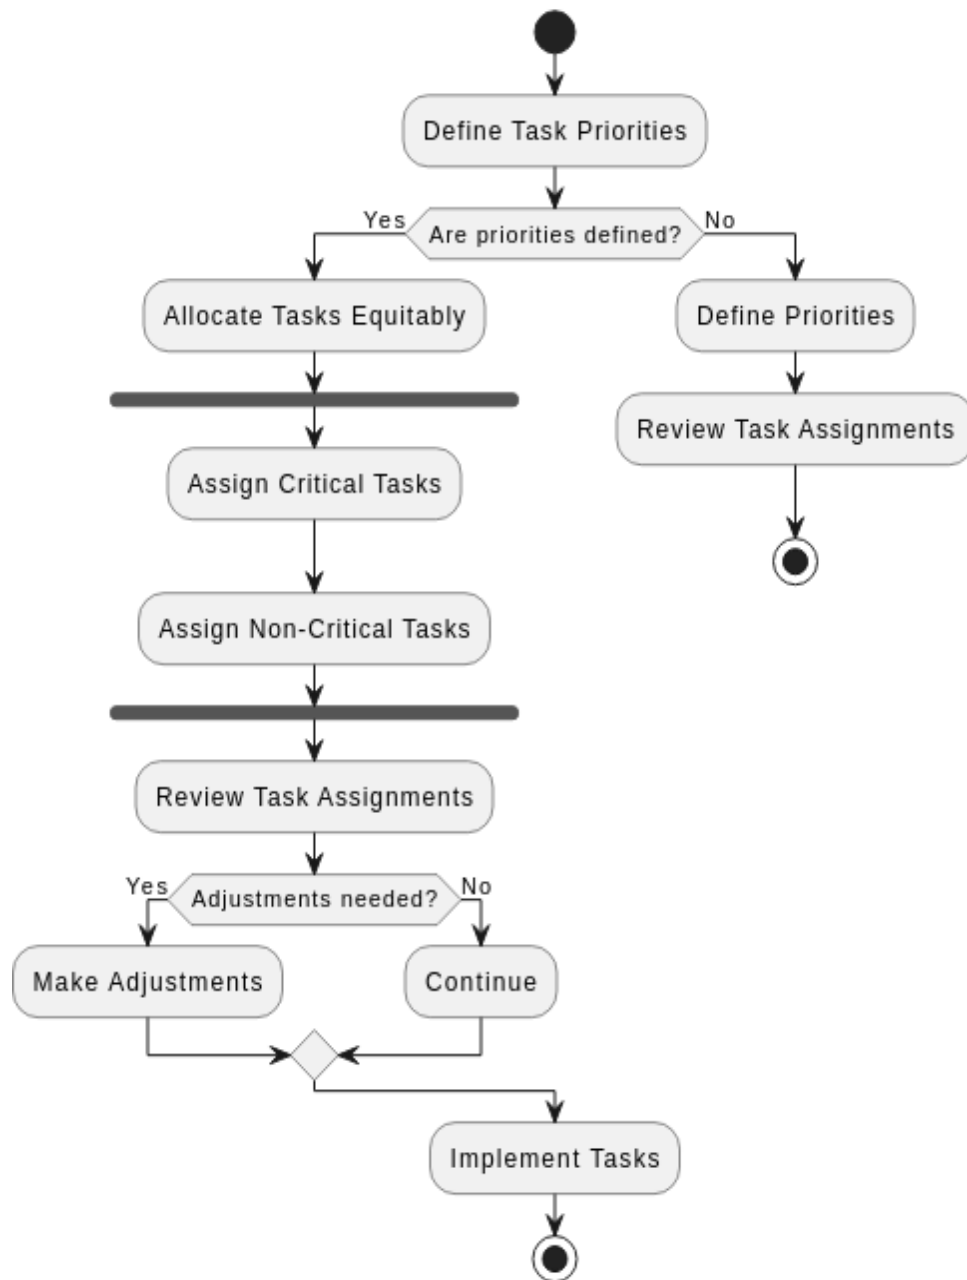 Define Task Priorities
Yes
Are priorities defined?
No
Allocate Tasks Equitably
Define Priorities
Review Task Assignments
Assign Critical Tasks
Assign Non-Critical Tasks
Review Task Assignments
Yes
Adjustments needed?
No
Make Adjustments
Continue
Implement Tasks